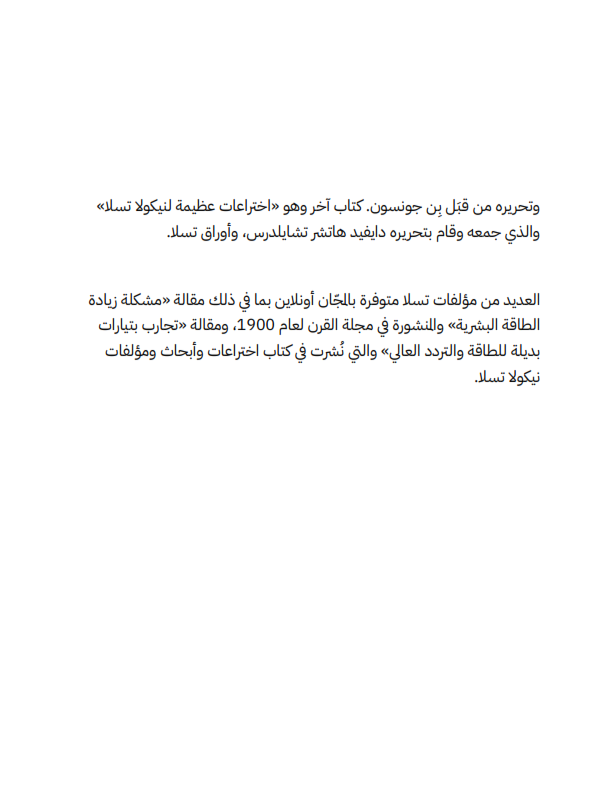 وتحريره من قبَل بِن جونسون. كتاب آخر وهو «اختراعات عظيمة لنيكولا تسلا»
والذي جمعه وقام بتحريره دايفيد هاتشر تشايلدرس، وأوراق تسلا.
العديد من مؤلفات تسلا متوفرة بالمجّان أونلاين بما في ذلك مقالة «مشكلة زيادة
الطاقة البشرية» والمنشورة في مجلة القرن لعام 1900، ومقالة «تجارب بتيارات
بديلة للطاقة والتردد العالي» والتي نُشرت في كتاب اختراعات وأبحاث ومؤلفات
نيكولا تسلا.